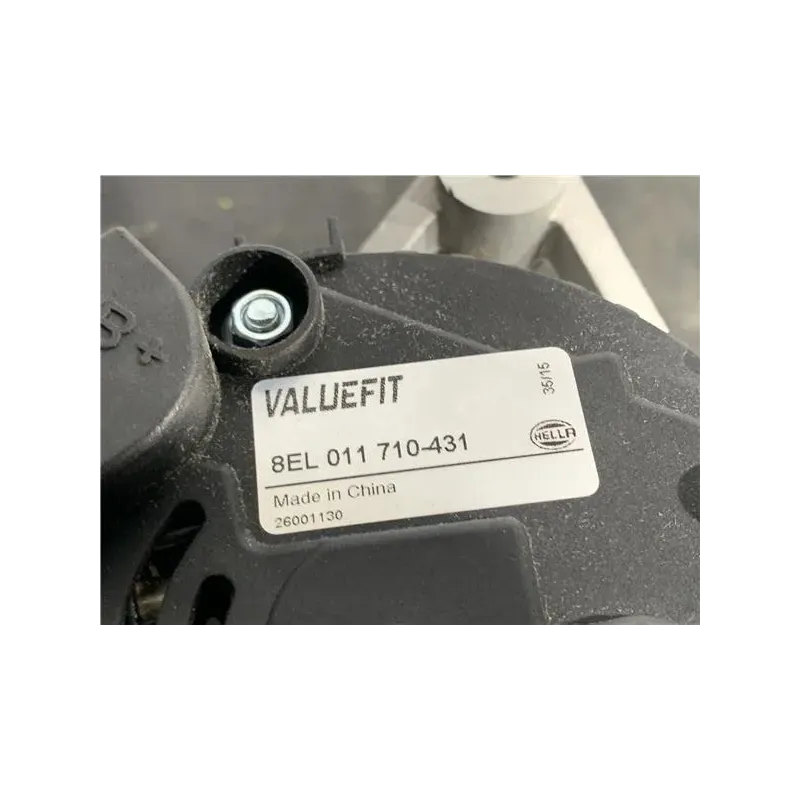 B+
VALUEFIT
35/15
8EL 011 710-431
HELLA
Made in China
26001130